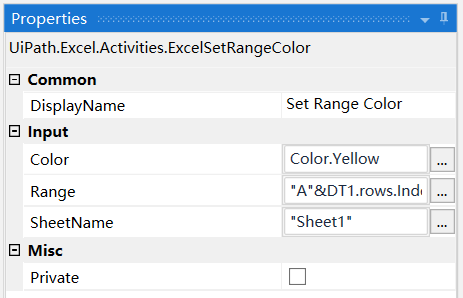 Properties
UiPath.Excel.Activities.ExcelSetRangeColor
Common
DisplayName Set Range Color
Input
Color Color.Yellow ...
Range "A"&DT1.rows.Inde ...
SheetName "Sheet1" ...
Misc
Private